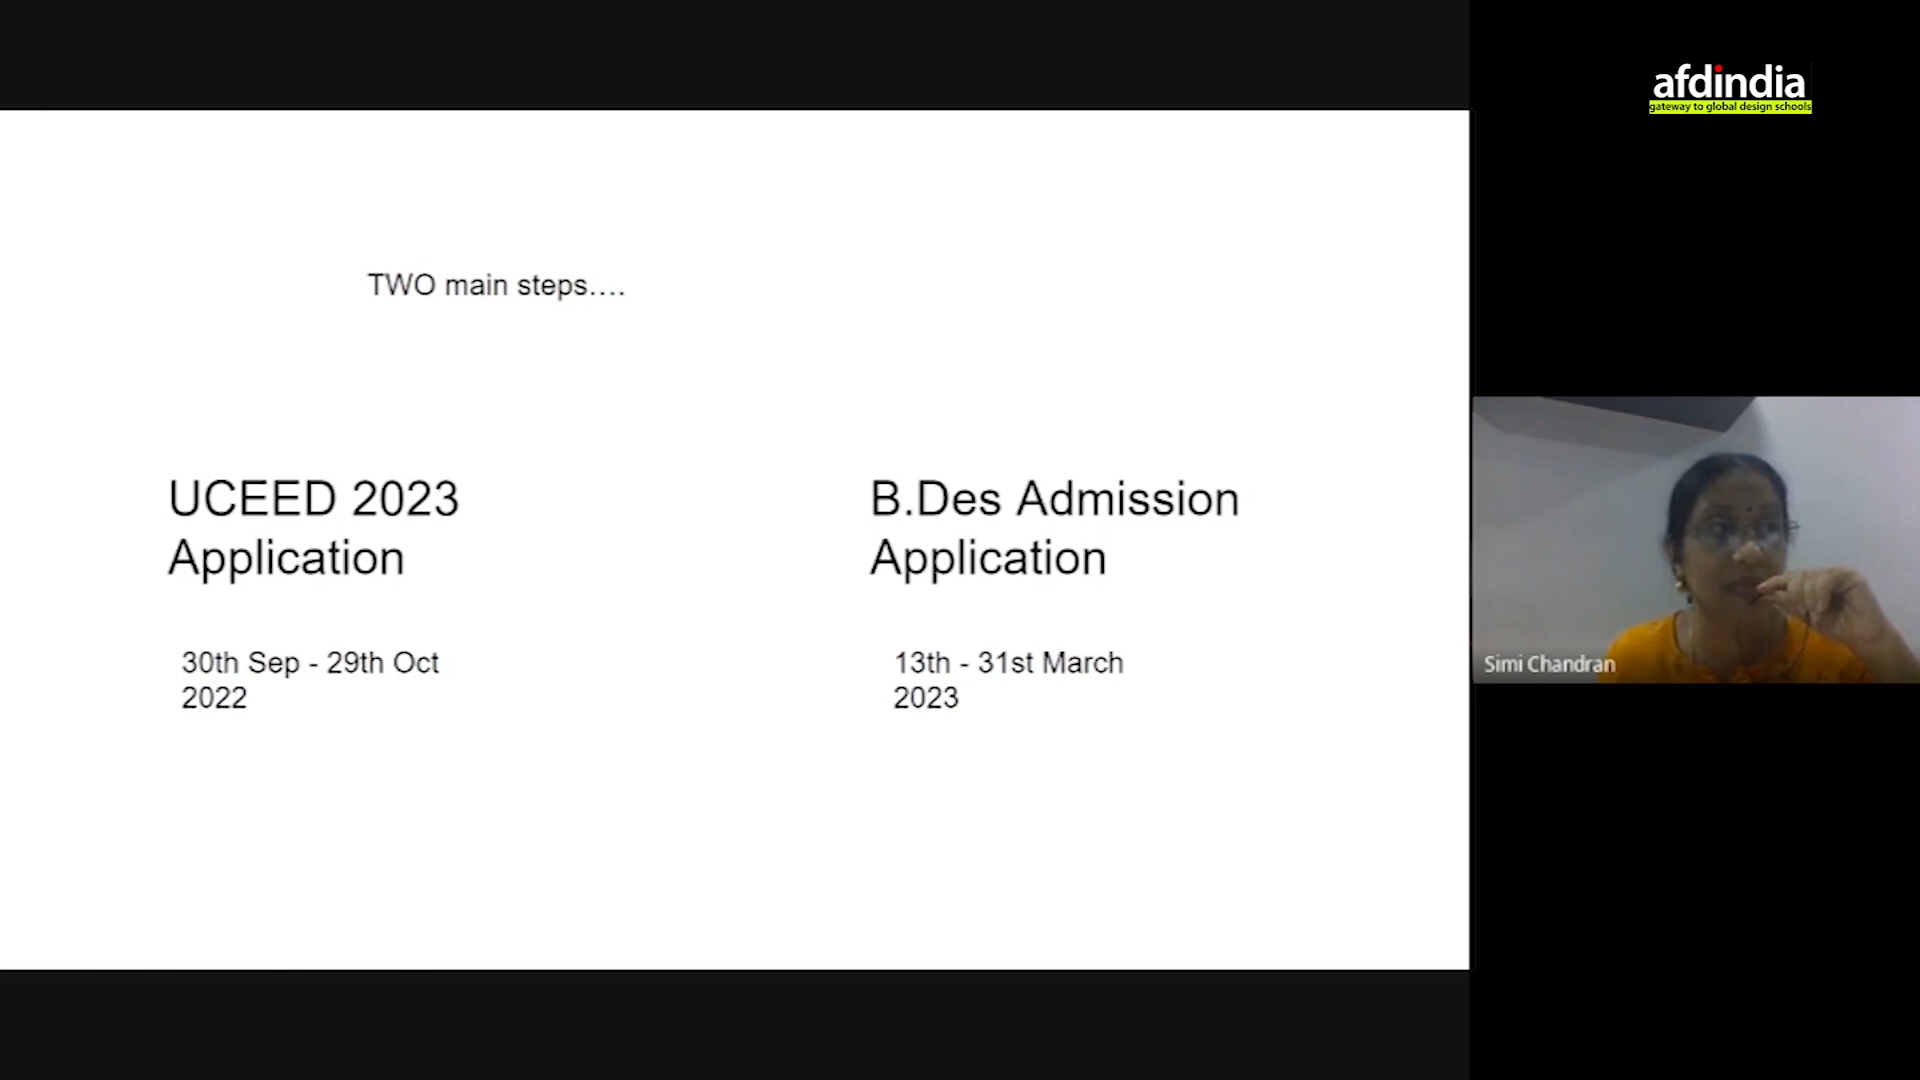 afdindia
gateway to global design schools
TWO main steps....
UCEED 2023
Application
30th Sep - 29th Oct
2022
B.Des Admission
Application
13th - 31st March
2023
Simi Chandran